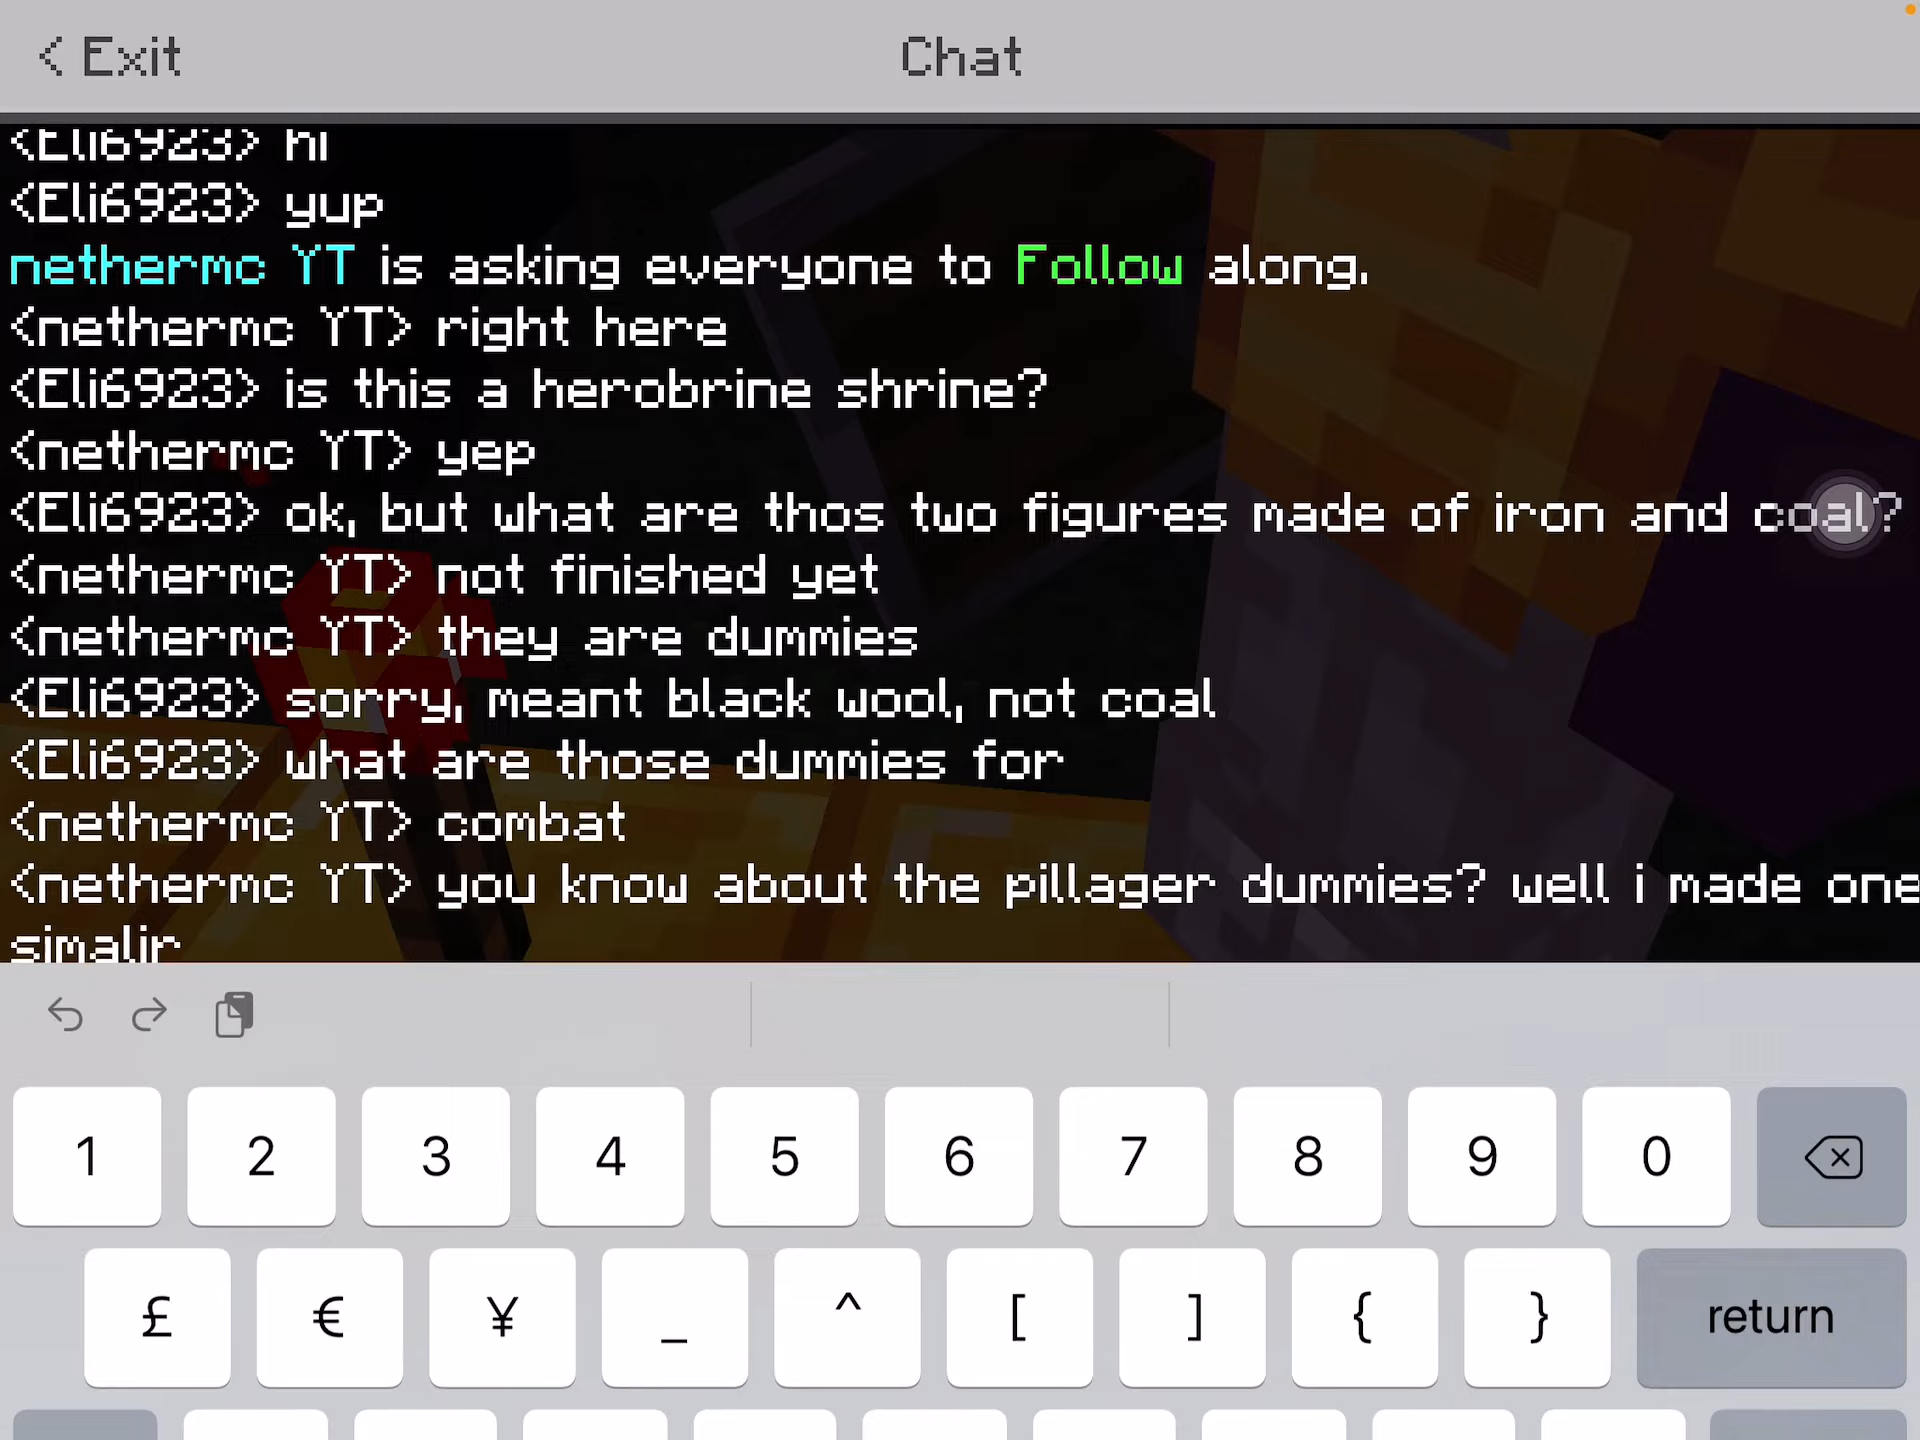 < Exit
Chat
<Eli6923> hi
<Eli6923> yup
nethermc YT is asking everyone to Follow along.
<nethermc YT> right here
<Eli6923> is this a herobrine shrine?
<nethermc YT> yep
<Eli6923> ok, but what are thos two figures made of iron and coal?
<nethermc YT> not finished yet
<nethermc YT> they are dummies
<Eli6923> sorry, meant black wool, not coal
<Eli6923> what are those dummies for
<nethermc YT> combat
<nethermc YT> you know about the pillager dummies? well i made one
simalir
1 2 3 4 5 6 7 8 9 0
£ € ¥ _ ^ [ ] { } return